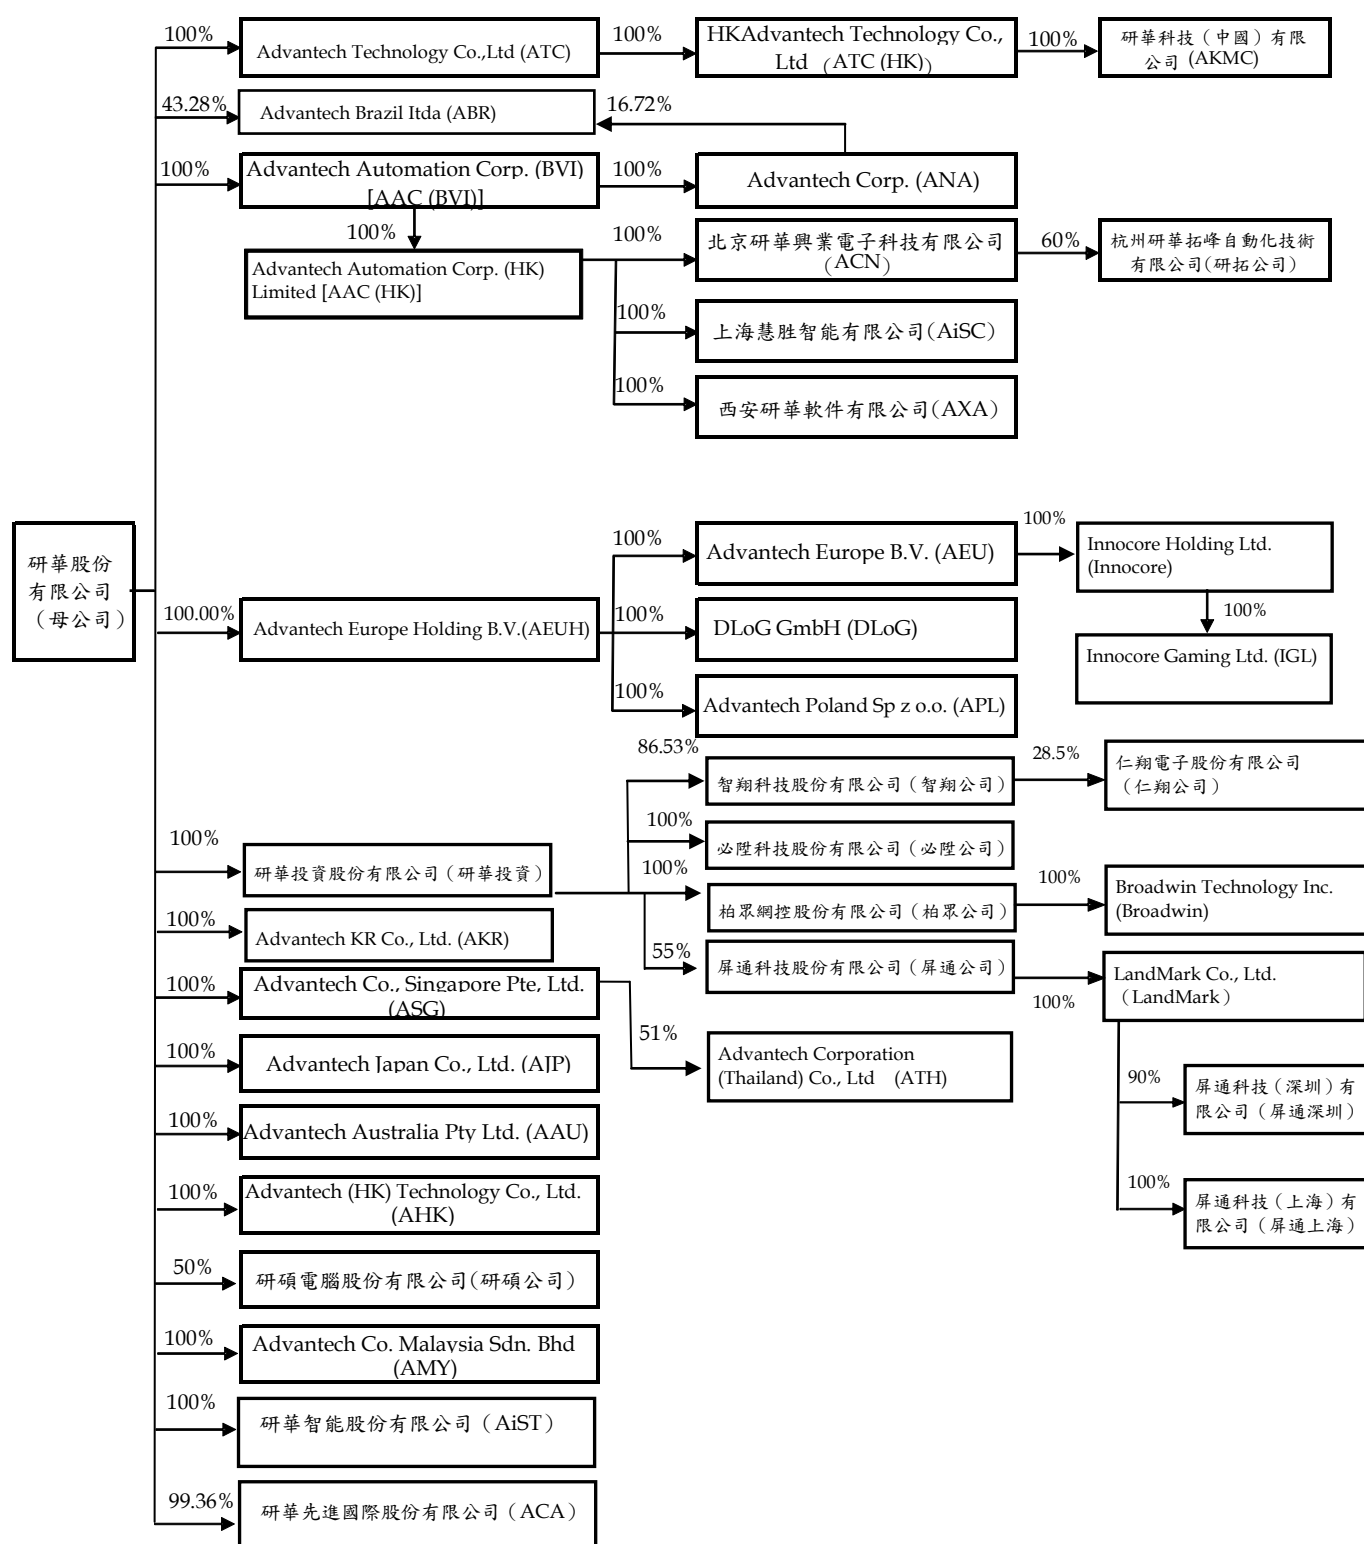 100%
Advantech Technology Co.,Ltd (ATC)
100%
HKAdvantech Technology Co.,
Ltd (ATC (HK))
100%
研華科技（中國）有限
公司 (AKMC)
43.28%
Advantech Brazil Itda (ABR)
16.72%
100%
Advantech Automation Corp. (BVI)
[AAC (BVI)]
100%
Advantech Corp. (ANA)
100%
Advantech Automation Corp. (HK)
Limited [AAC (HK)]
100%
北京研華興業電子科技有限公司
(ACN)
60%
杭州研華拓峰自動化技術
有限公司(研拓公司)
100%
上海慧胜智能有限公司(AiSC)
100%
西安研華軟件有限公司(AXA)
研華股份
有限公司
（母公司）
100.00%
Advantech Europe Holding B.V.(AEUH)
100%
Advantech Europe B.V. (AEU)
100%
Innocore Holding Ltd.
(Innocore)
100%
Innocore Gaming Ltd. (IGL)
100%
DLoG GmbH (DLoG)
100%
Advantech Poland Sp z o.o. (APL)
100%
研華投資股份有限公司（研華投資）
86.53%
智翔科技股份有限公司（智翔公司）
28.5%
仁翔電子股份有限公司
（仁翔公司）
100%
必陞科技股份有限公司（必陞公司）
100%
柏眾網控股份有限公司（柏眾公司）
100%
Broadwin Technology Inc.
(Broadwin)
55%
屏通科技股份有限公司（屏通公司）
100%
LandMark Co., Ltd.
（LandMark）
90%
屏通科技（深圳）有
限公司（屏通深圳）
100%
屏通科技（上海）有
限公司（屏通上海）
100%
Advantech KR Co., Ltd. (AKR)
100%
Advantech Co., Singapore Pte, Ltd.
(ASG)
51%
Advantech Corporation
(Thailand) Co., Ltd (ATH)
100%
Advantech Japan Co., Ltd. (AJP)
100%
Advantech Australia Pty Ltd. (AAU)
100%
Advantech (HK) Technology Co., Ltd.
(AHK)
50%
研碩電腦股份有限公司(研碩公司)
100%
Advantech Co. Malaysia Sdn. Bhd
(AMY)
100%
研華智能股份有限公司（AiST）
99.36%
研華先進國際股份有限公司（ACA）